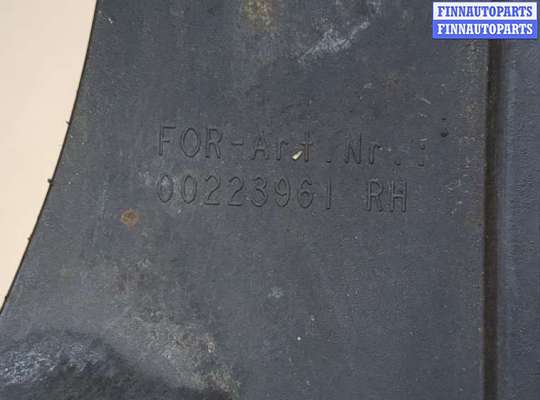 FINNAUTOPARTS
FINNAUTOPARTS
FOR-Art.Nr.:
00223961 RH